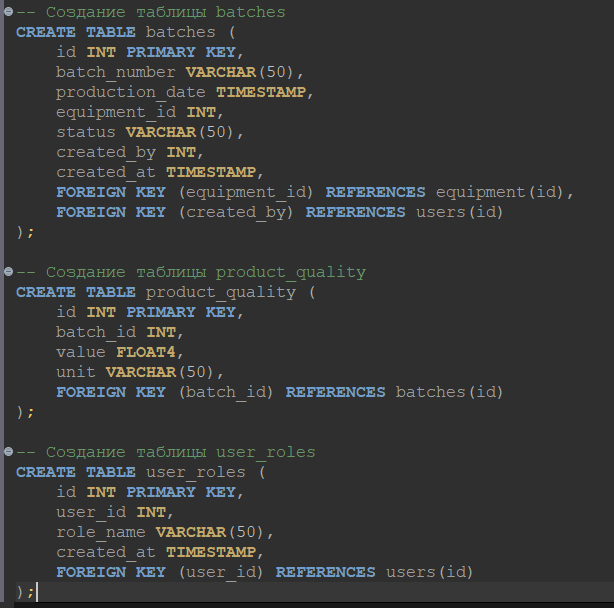 -- Создание таблицы batches
CREATE TABLE batches (
    id INT PRIMARY KEY,
    batch_number VARCHAR(50),
    production_date TIMESTAMP,
    equipment_id INT,
    status VARCHAR(50),
    created_by INT,
    created_at TIMESTAMP,
    FOREIGN KEY (equipment_id) REFERENCES equipment(id),
    FOREIGN KEY (created_by) REFERENCES users(id)
);
-- Создание таблицы product_quality
CREATE TABLE product_quality (
    id INT PRIMARY KEY,
    batch_id INT,
    value FLOAT4,
    unit VARCHAR(50),
    FOREIGN KEY (batch_id) REFERENCES batches(id)
);
-- Создание таблицы user_roles
CREATE TABLE user_roles (
    id INT PRIMARY KEY,
    user_id INT,
    role_name VARCHAR(50),
    created_at TIMESTAMP,
    FOREIGN KEY (user_id) REFERENCES users(id)
);